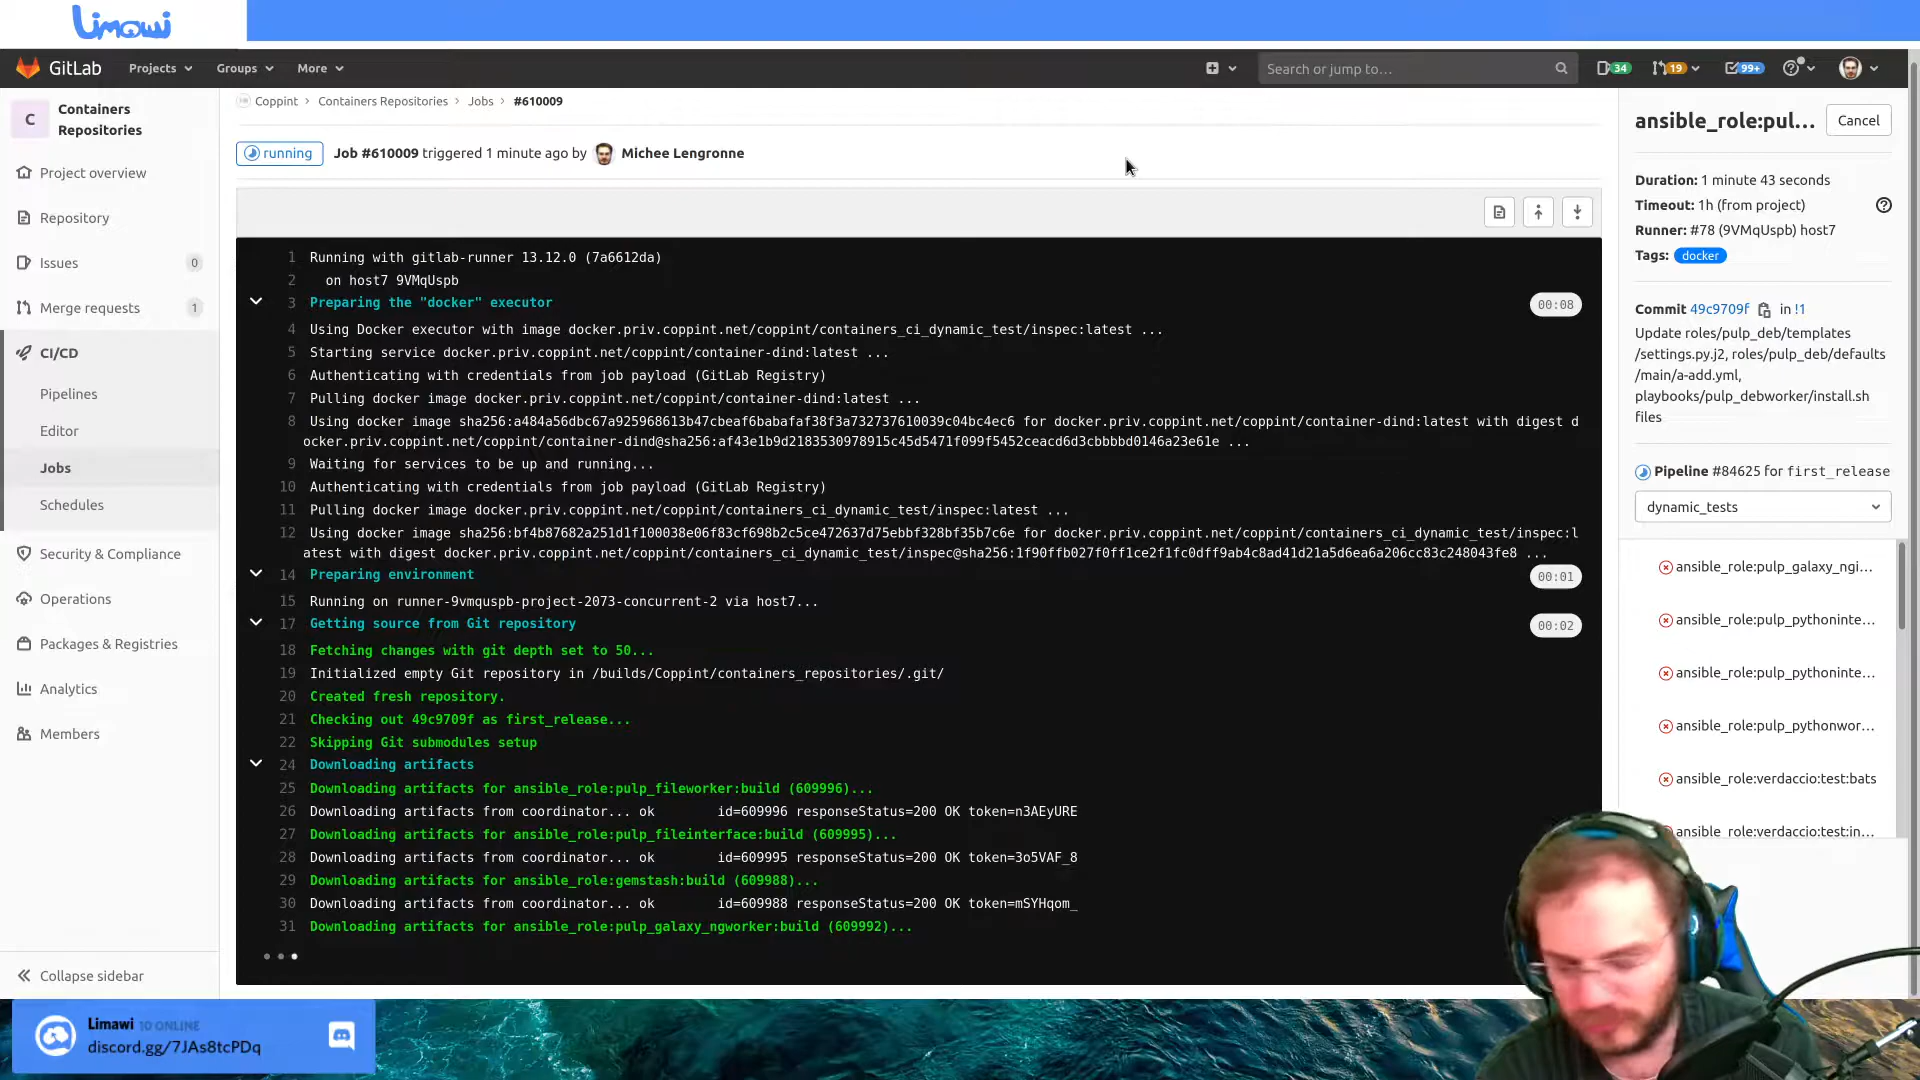 Limawi
GitLab
Projects
Groups
More
Search or jump to…
34
19
99+
C
Containers
Repositories
Project overview
Repository
Issues
0
Merge requests
1
CI/CD
Pipelines
Editor
Jobs
Schedules
Security & Compliance
Operations
Packages & Registries
Analytics
Members
Collapse sidebar
Coppint
Containers Repositories
Jobs
#610009
running
Job #610009 triggered 1 minute ago by Michee Lengronne
1 Running with gitlab-runner 13.12.0 (7a6612da)
2 on host7 9VMqUspb
3 Preparing the "docker" executor
00:08
4 Using Docker executor with image docker.priv.coppint.net/coppint/containers_ci_dynamic_test/inspec:latest ...
5 Starting service docker.priv.coppint.net/coppint/container-dind:latest ...
6 Authenticating with credentials from job payload (GitLab Registry)
7 Pulling docker image docker.priv.coppint.net/coppint/container-dind:latest ...
8 Using docker image sha256:a484a56dbc67a925968613b47cbeaf6babafaf38f3a732737610039c04bc4ec6 for docker.priv.coppint.net/coppint/container-dind:latest with digest d
ocker.priv.coppint.net/coppint/container-dind@sha256:af43e1b9d2183530978915c45d5471f099f5452ceacd6d3cbbbbd0146a23e61e ...
9 Waiting for services to be up and running...
10 Authenticating with credentials from job payload (GitLab Registry)
11 Pulling docker image docker.priv.coppint.net/coppint/containers_ci_dynamic_test/inspec:latest ...
12 Using docker image sha256:bf4b87682a251d1f100038e06f83cf698b2c5ce472637d75ebbf328bf35b7c6e for docker.priv.coppint.net/coppint/containers_ci_dynamic_test/inspec:l
atest with digest docker.priv.coppint.net/coppint/containers_ci_dynamic_test/inspec@sha256:1f90ffb027f0ff1ce2f1fc0dff9ab4c8ad41d21a5d6ea6a206cc83c248043fe8 ...
14 Preparing environment
00:01
15 Running on runner-9vmquspb-project-2073-concurrent-2 via host7...
17 Getting source from Git repository
00:02
18 Fetching changes with git depth set to 50...
19 Initialized empty Git repository in /builds/Coppint/containers_repositories/.git/
20 Created fresh repository.
21 Checking out 49c9709f as first_release...
22 Skipping Git submodules setup
24 Downloading artifacts
25 Downloading artifacts for ansible_role:pulp_fileworker:build (609996)...
26 Downloading artifacts from coordinator... ok id=609996 responseStatus=200 OK token=n3AEyURE
27 Downloading artifacts for ansible_role:pulp_fileinterface:build (609995)...
28 Downloading artifacts from coordinator... ok id=609995 responseStatus=200 OK token=3o5VAF_8
29 Downloading artifacts for ansible_role:gemstash:build (609988)...
30 Downloading artifacts from coordinator... ok id=609988 responseStatus=200 OK token=mSYHqom_
31 Downloading artifacts for ansible_role:pulp_galaxy_ngworker:build (609992)...
ansible_role:pul...
Cancel
Duration: 1 minute 43 seconds
Timeout: 1h (from project)
Runner: #78 (9VMqUspb) host7
Tags: docker
Commit 49c9709f in !1
Update roles/pulp_deb/templates
/settings.py.j2, roles/pulp_deb/defaults
/main/a-add.yml,
playbooks/pulp_debworker/install.sh
files
Pipeline #84625 for first_release
dynamic_tests
ansible_role:pulp_galaxy_ngi...
ansible_role:pulp_pythoninte...
ansible_role:pulp_pythoninte...
ansible_role:pulp_pythonwor...
ansible_role:verdaccio:test:bats
ansible_role:verdaccio:test:in...
Limawi 10 ONLINE
discord.gg/7JAs8tcPDq